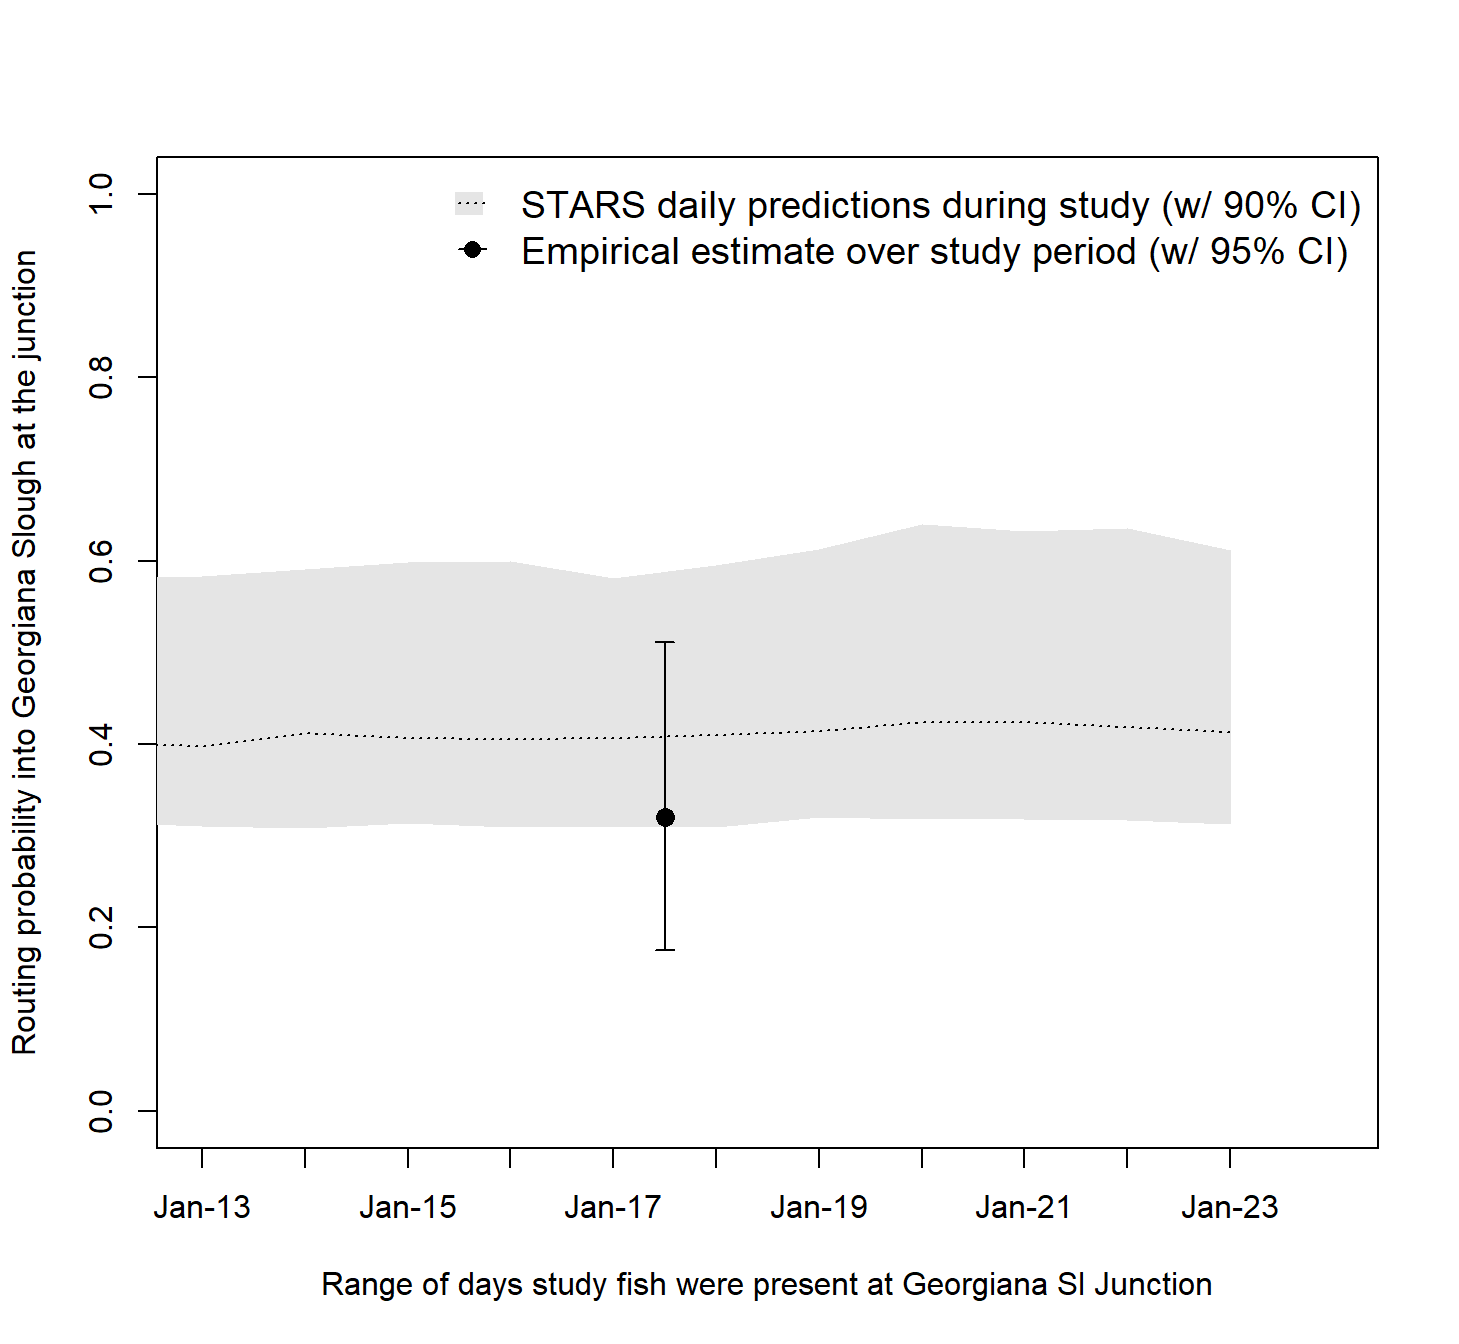 STARS daily predictions during study (w/ 90% CI)
Empirical estimate over study period (w/ 95% CI)
Routing probability into Georgiana Slough at the junction
1.0
0.8
0.6
0.4
0.2
0.0
Jan-13 Jan-15 Jan-17 Jan-19 Jan-21 Jan-23
Range of days study fish were present at Georgiana Sl Junction